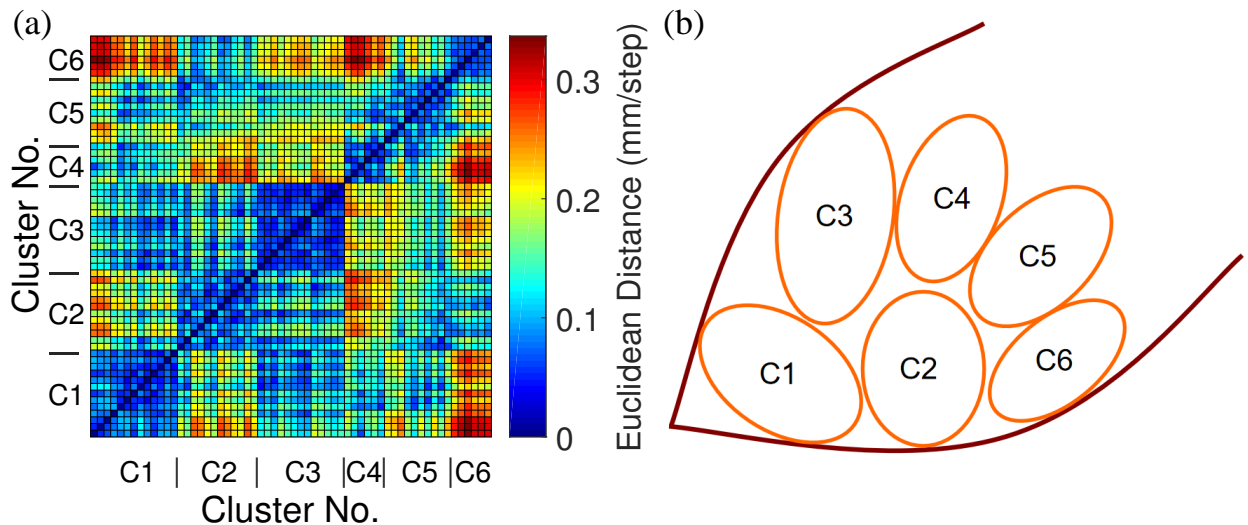 (a)
Cluster No.
C6
C5
C4
C3
C2
C1
C1 | C2 | C3 |C4| C5 |C6
Cluster No.
0.3
0.2
0.1
0
Euclidean Distance (mm/step)
(b)
C3
C4
C5
C1
C2
C6